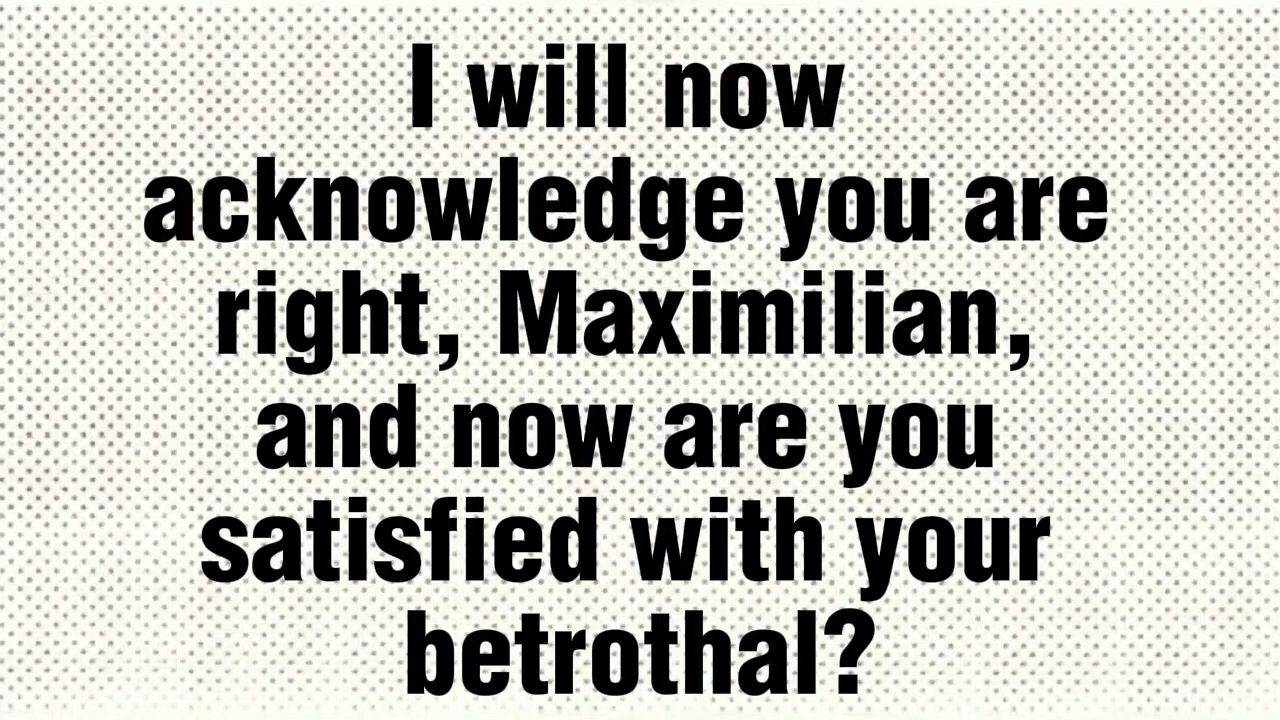 I will now
acknowledge you are
right, Maximilian,
and now are you
satisfied with your
betrothal?